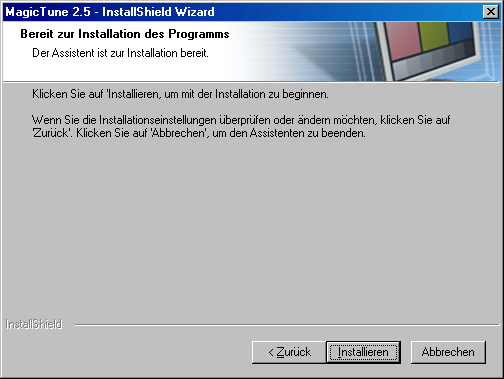 MagicTune 2.5 - InstallShield Wizard
Bereit zur Installation des Programms
Der Assistent ist zur Installation bereit.
Klicken Sie auf 'Installieren, um mit der Installation zu beginnen.
Wenn Sie die Installationseinstellungen überprüfen oder ändern möchten, klicken Sie auf
'Zurück'. Klicken Sie auf 'Abbrechen', um den Assistenten zu beenden.
InstallShield
< Zurück Installieren Abbrechen